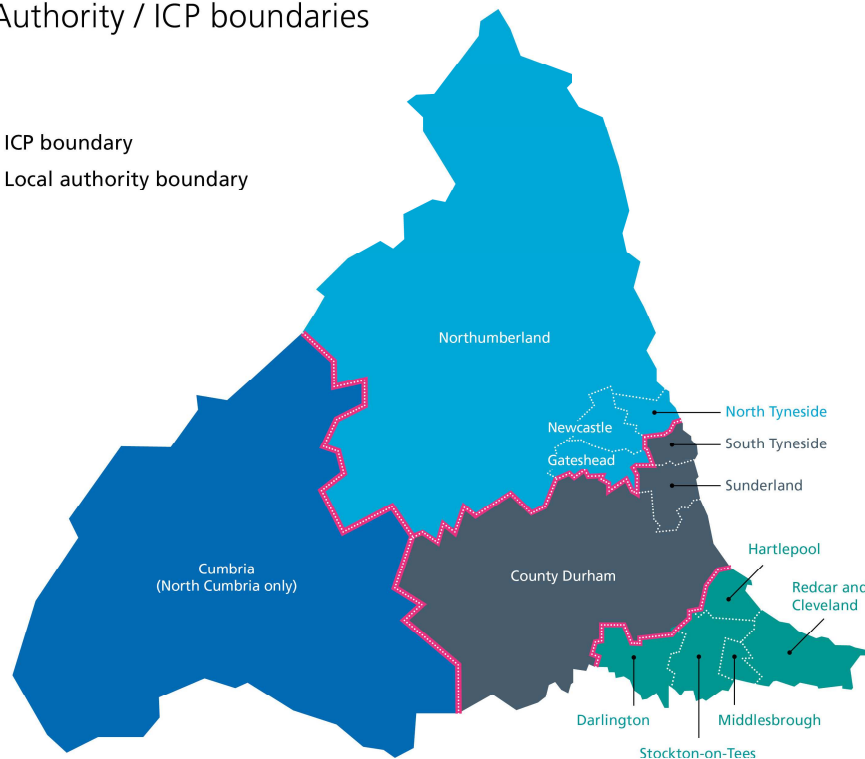 Authority / ICP boundaries
ICP boundary
Local authority boundary
Northumberland
North Tyneside
Newcastle
South Tyneside
Gateshead
Sunderland
Hartlepool
Cumbria
(North Cumbria only)
County Durham
Redcar and
Cleveland
Darlington
Middlesbrough
Stockton-on-Tees